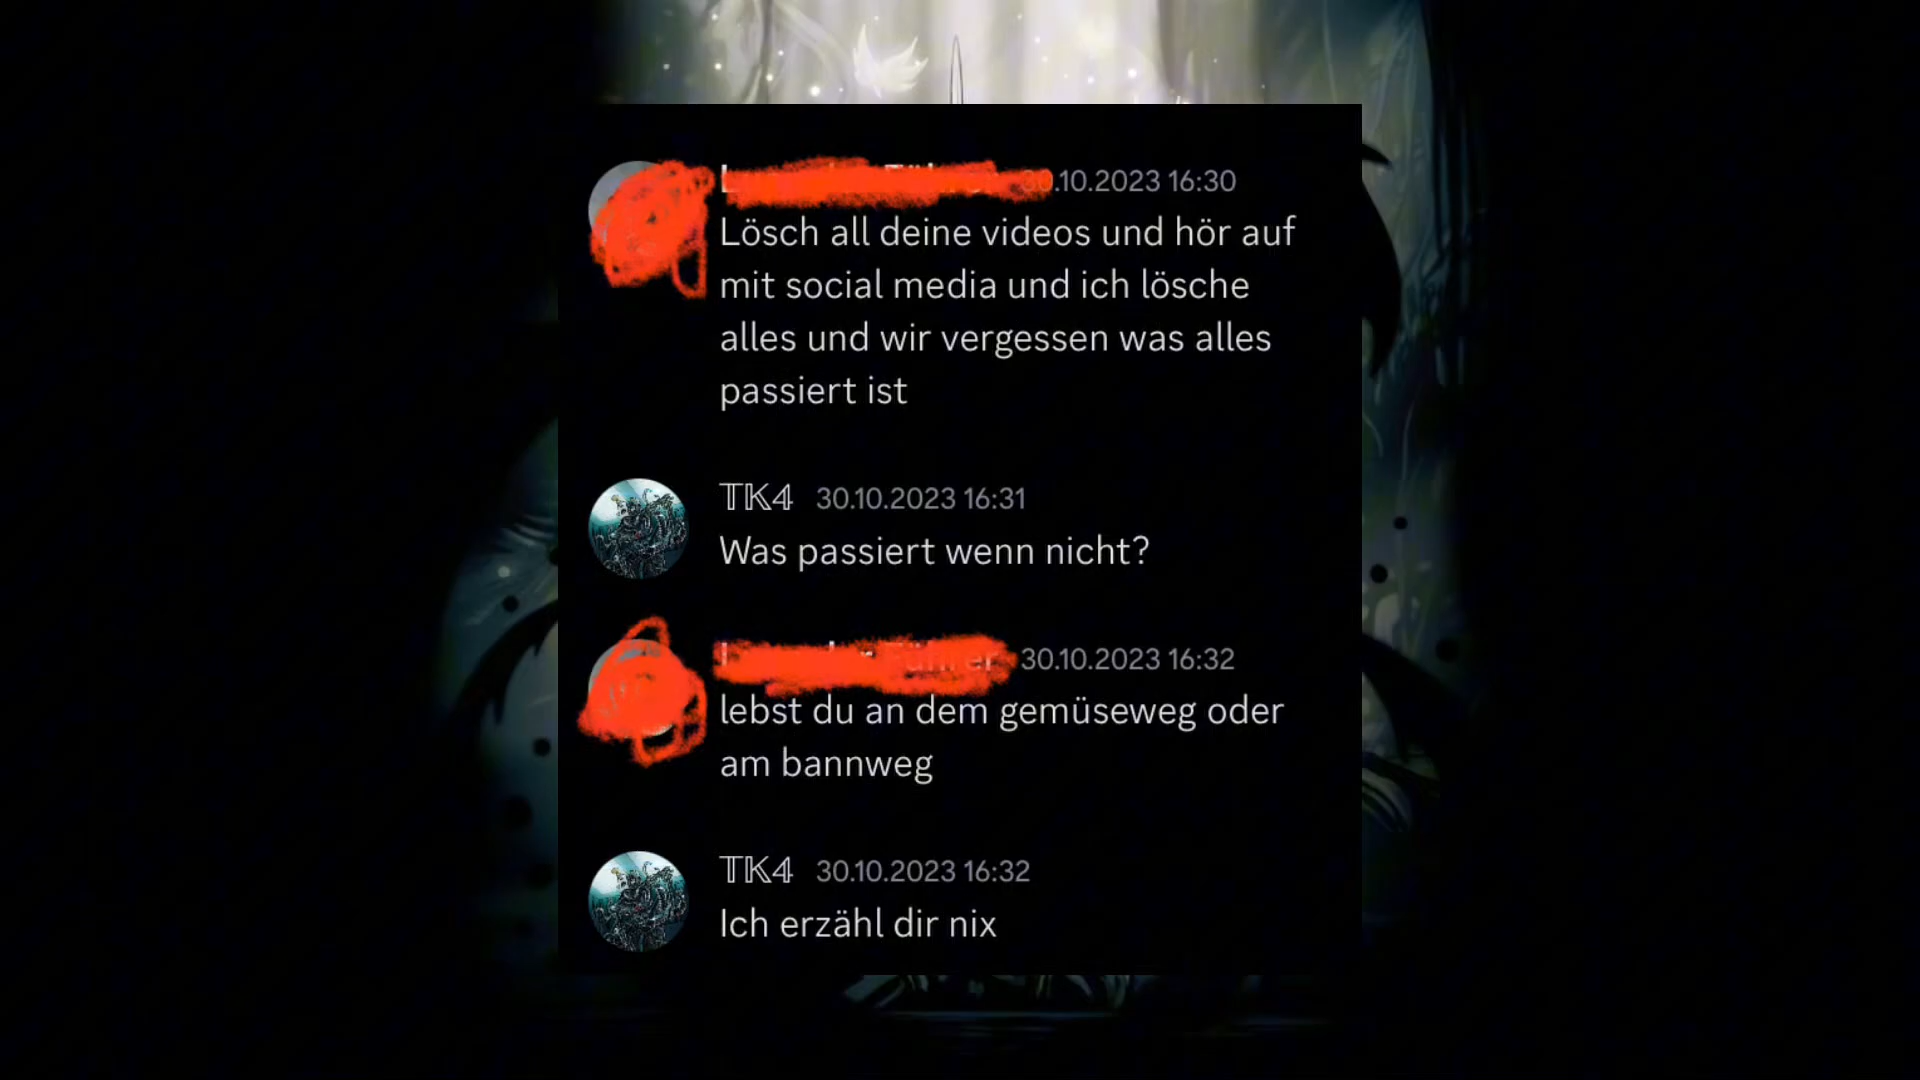 30.10.2023 16:30
Lösch all deine videos und hör auf
mit social media und ich lösche
alles und wir vergessen was alles
passiert ist
𝕋𝕂𝟜 30.10.2023 16:31
Was passiert wenn nicht?
30.10.2023 16:32
lebst du an dem gemüseweg oder
am bannweg
𝕋𝕂𝟜 30.10.2023 16:32
Ich erzähl dir nix